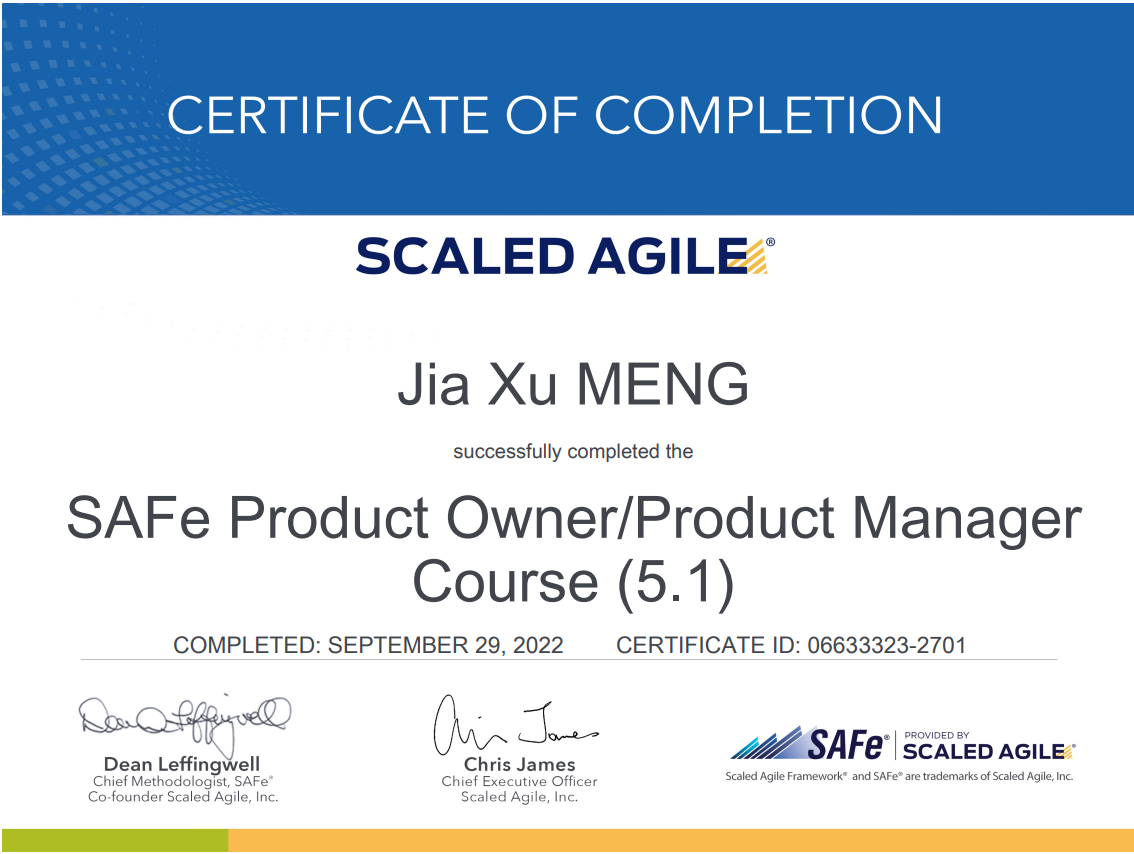 CERTIFICATE OF COMPLETION
SCALED AGILE®
Jia Xu MENG
successfully completed the
SAFe Product Owner/Product Manager
Course (5.1)
COMPLETED: SEPTEMBER 29, 2022 CERTIFICATE ID: 06633323-2701
Dean Leffingwell
Dean Leffingwell
Chief Methodologist, SAFe®
Co-founder Scaled Agile, Inc.
Chris James
Chris James
Chief Executive Officer
Scaled Agile, Inc.
SAFe® PROVIDED BY
SCALED AGILE®
Scaled Agile Framework® and SAFe® are trademarks of Scaled Agile, Inc.